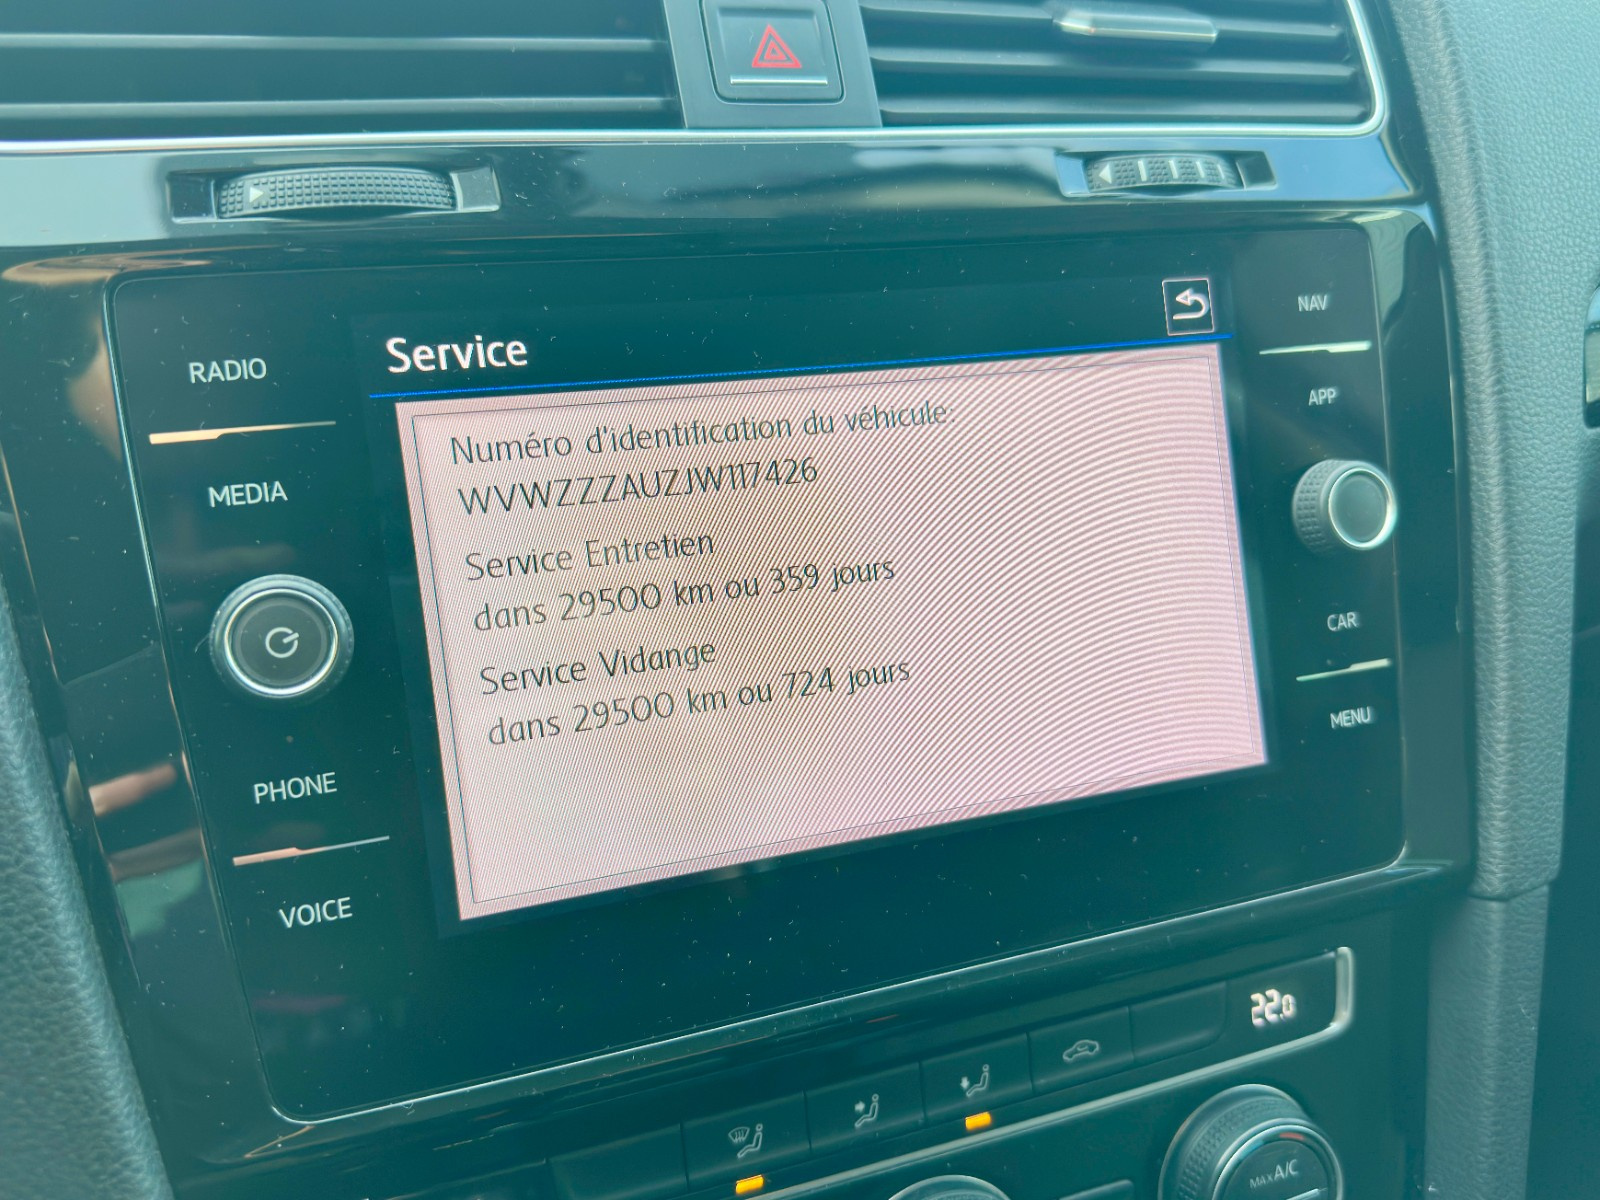 Service
Numéro d'identification du véhicule:
WVWZZZAUZJW117426
Service Entretien
dans 29500 km ou 359 jours
Service Vidange
dans 29500 km ou 724 jours
RADIO
MEDIA
PHONE
VOICE
NAV
APP
CAR
MENU
22.0
MAX A/C